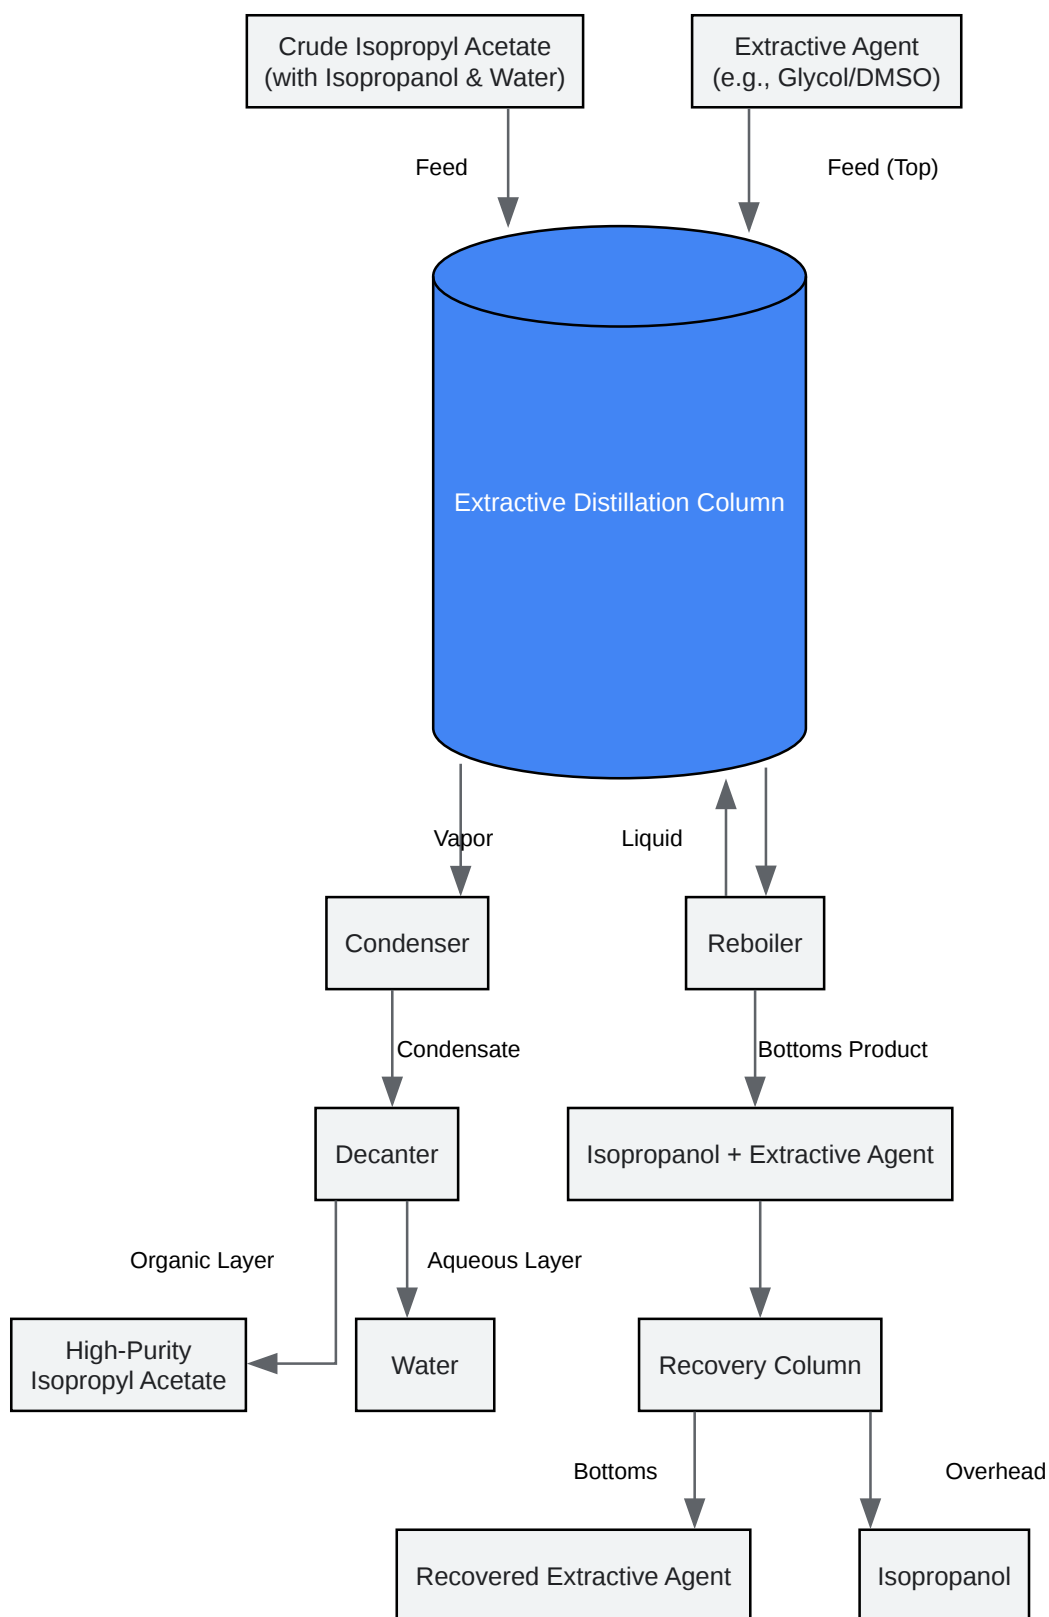 Crude Isopropyl Acetate
(with Isopropanol & Water)
Extractive Agent
(e.g., Glycol/DMSO)
Feed
Feed (Top)
Extractive Distillation Column
Vapor
Liquid
Condenser
Reboiler
Condensate
Bottoms Product
Decanter
Isopropanol + Extractive Agent
Organic Layer
Aqueous Layer
High-Purity
Isopropyl Acetate
Water
Recovery Column
Bottoms
Overhead
Recovered Extractive Agent
Isopropanol